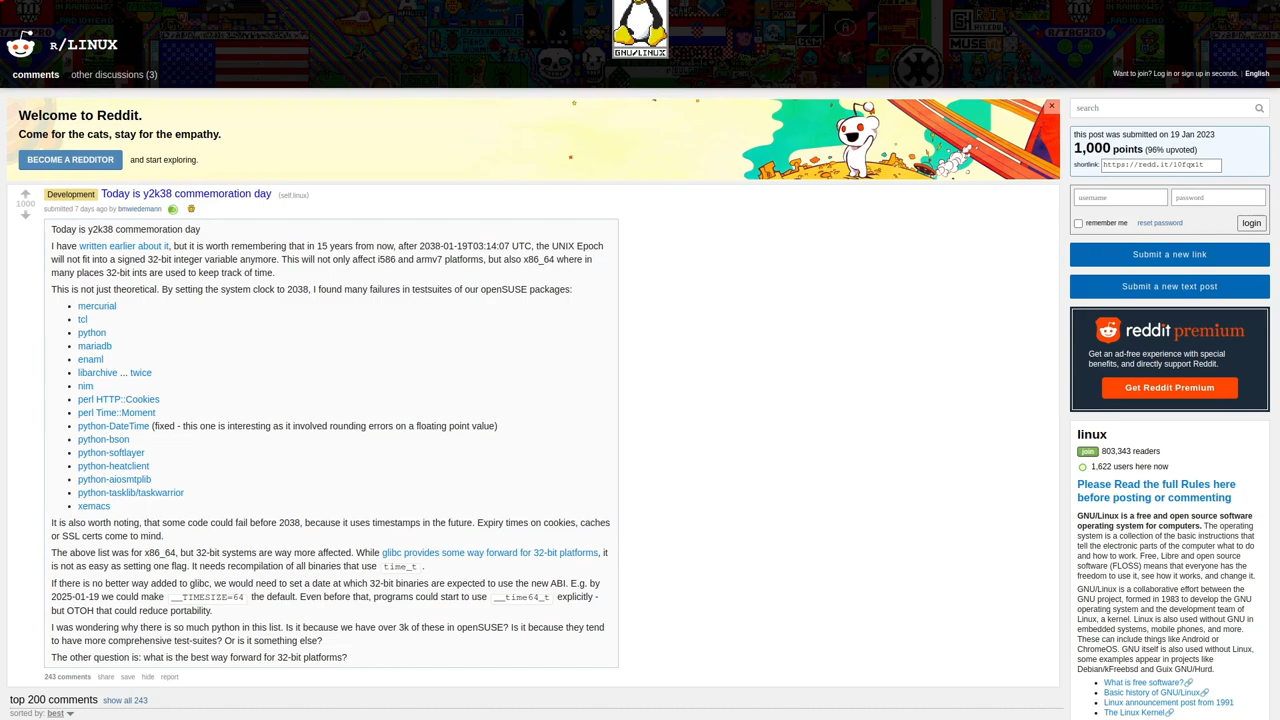 GNU/LINUX
r/LINUX
comments other discussions (3)
Want to join? Log in or sign up in seconds. | English
Welcome to Reddit.
Come for the cats, stay for the empathy.
BECOME A REDDITOR and start exploring.
×
1000
Development Today is y2k38 commemoration day (self.linux)
submitted 7 days ago by bmwiedemann
Today is y2k38 commemoration day
I have written earlier about it, but it is worth remembering that in 15 years from now, after 2038-01-19T03:14:07 UTC, the UNIX Epoch
will not fit into a signed 32-bit integer variable anymore. This will not only affect i586 and armv7 platforms, but also x86_64 where in
many places 32-bit ints are used to keep track of time.
This is not just theoretical. By setting the system clock to 2038, I found many failures in testsuites of our openSUSE packages:
• mercurial
• tcl
• python
• mariadb
• enaml
• libarchive ... twice
• nim
• perl HTTP::Cookies
• perl Time::Moment
• python-DateTime (fixed - this one is interesting as it involved rounding errors on a floating point value)
• python-bson
• python-softlayer
• python-heatclient
• python-aiosmtplib
• python-tasklib/taskwarrior
• xemacs
It is also worth noting, that some code could fail before 2038, because it uses timestamps in the future. Expiry times on cookies, caches
or SSL certs come to mind.
The above list was for x86_64, but 32-bit systems are way more affected. While glibc provides some way forward for 32-bit platforms, it
is not as easy as setting one flag. It needs recompilation of all binaries that use time_t .
If there is no better way added to glibc, we would need to set a date at which 32-bit binaries are expected to use the new ABI. E.g. by
2025-01-19 we could make __TIMESIZE=64 the default. Even before that, programs could start to use __time64_t explicitly -
but OTOH that could reduce portability.
I was wondering why there is so much python in this list. Is it because we have over 3k of these in openSUSE? Is it because they tend
to have more comprehensive test-suites? Or is it something else?
The other question is: what is the best way forward for 32-bit platforms?
243 comments share save hide report
top 200 comments show all 243
sorted by: best
search
this post was submitted on 19 Jan 2023
1,000 points (96% upvoted)
shortlink: https://redd.it/10fqx1t
username password
remember me reset password login
Submit a new link
Submit a new text post
reddit premium
Get an ad-free experience with special
benefits, and directly support Reddit.
Get Reddit Premium
linux
join 803,343 readers
1,622 users here now
Please Read the full Rules here
before posting or commenting
GNU/Linux is a free and open source software
operating system for computers. The operating
system is a collection of the basic instructions that
tell the electronic parts of the computer what to do
and how to work. Free, Libre and open source
software (FLOSS) means that everyone has the
freedom to use it, see how it works, and change it.
GNU/Linux is a collaborative effort between the
GNU project, formed in 1983 to develop the GNU
operating system and the development team of
Linux, a kernel. Linux is also used without GNU in
embedded systems, mobile phones, and more.
These can include things like Android or
ChromeOS. GNU itself is also used without Linux,
some examples appear in projects like
Debian/kFreebsd and Guix GNU/Hurd.
• What is free software?
• Basic history of GNU/Linux
• Linux announcement post from 1991
• The Linux Kernel